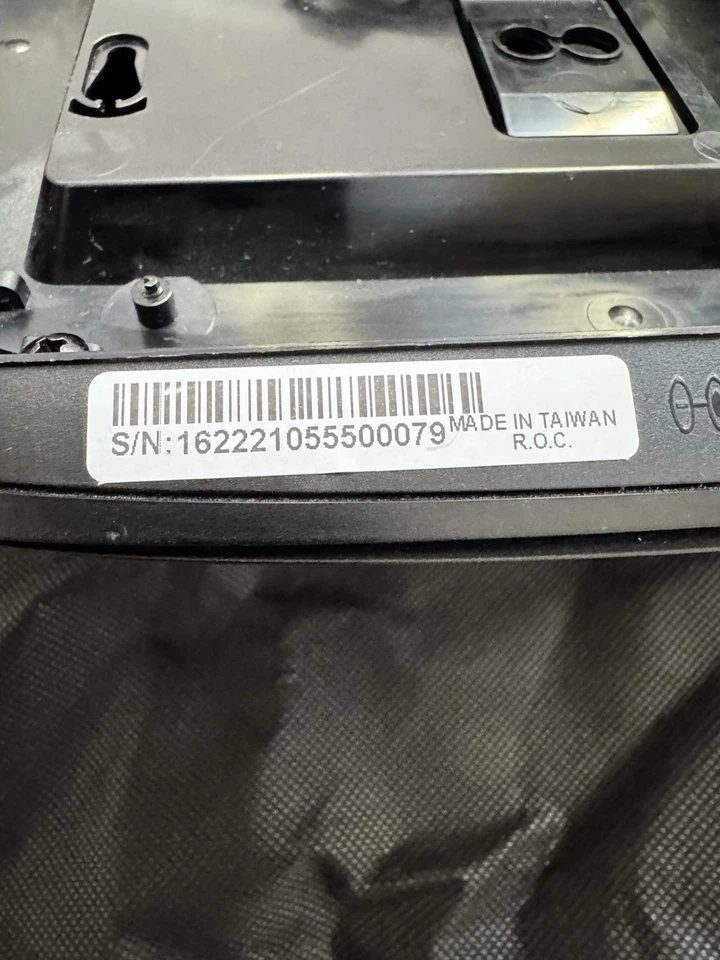 S/N:162221055500079
MADE IN TAIWAN
R.O.C.